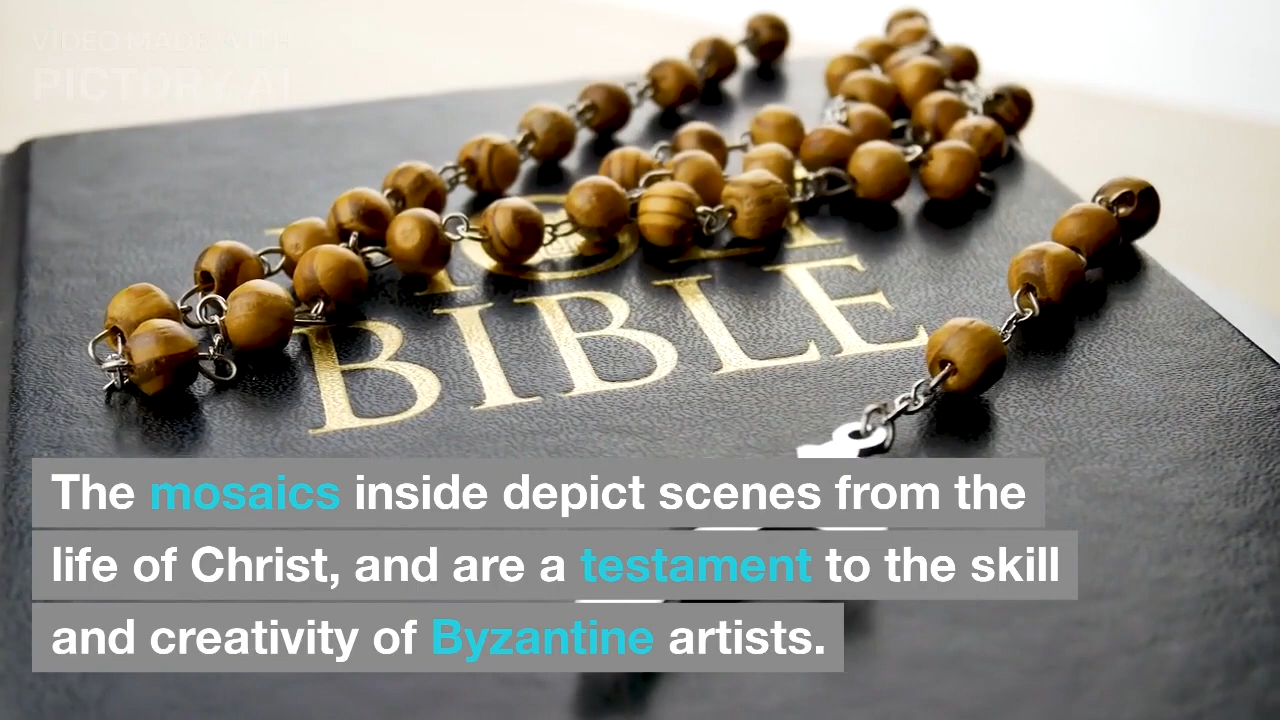 VIDEO MADE WITH
PICTORY.AI
HOLY
BIBLE
The mosaics inside depict scenes from the
life of Christ, and are a testament to the skill
and creativity of Byzantine artists.